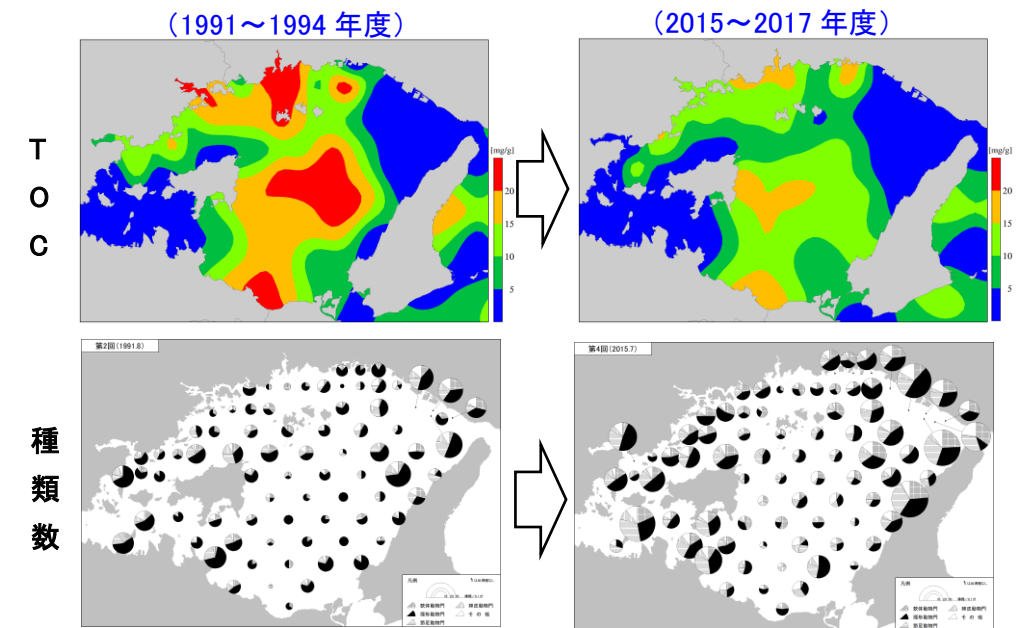 (1991～1994 年度)
(2015～2017 年度)
TOC
[mg/g]
20
15
10
5
[mg/g]
20
15
10
5
種類数
第2回(1991.8)
第4回(2015.7)
凡例
軟体動物門
環形動物門
節足動物門
棘皮動物門
その他
凡例
軟体動物門
環形動物門
節足動物門
棘皮動物門
その他